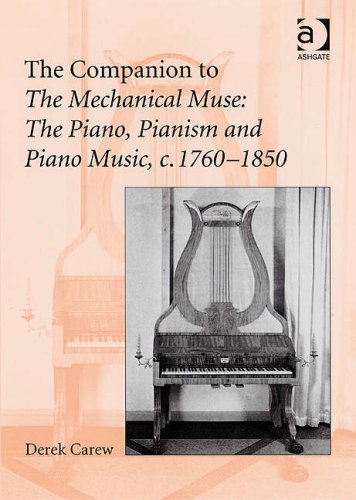 a
ASHGATE
The Companion to
The Mechanical Muse:
The Piano, Pianism and
Piano Music, c.1760–1850
Derek Carew